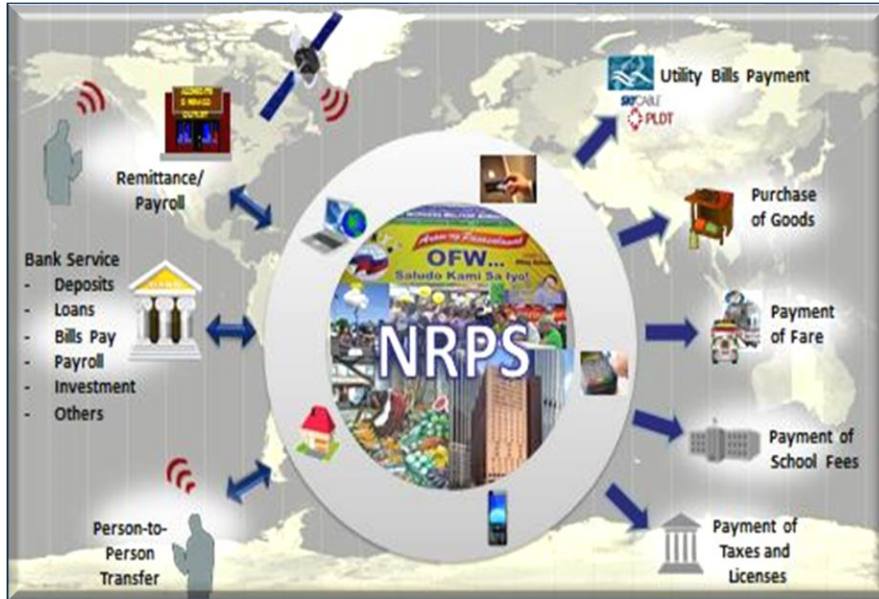 Utility Bills Payment
SKYCABLE
PLDT
Remittance/
Payroll
Purchase
of Goods
Bank Service
- Deposits
- Loans
- Bills Pay
- Payroll
- Investment
- Others
BANK
OFW...
Saludo Kami Sa Iyo!
NRPS
Payment
of Fare
Payment of
School Fees
Person-to-
Person
Transfer
Payment of
Taxes and
Licenses